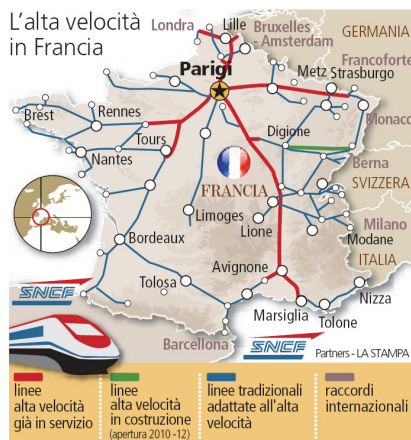 L'alta velocità
in Francia
Londra
Lille
Bruxelles
- Amsterdam
GERMANIA
Francoforte
Parigi
Metz
Strasburgo
Monaco
Brest
Rennes
Digione
Tours
Nantes
Berna
SVIZZERA
FRANCIA
Limoges
Lione
Milano
Modane
Bordeaux
ITALIA
Avignone
Tolosa
Nizza
SNCF
Marsiglia
Tolone
Barcellona
SNCF
Partners - LA STAMPA
linee
alta velocità
già in servizio
linee
alta velocità
in costruzione
(apertura 2010 -12)
linee tradizionali
adattate all'alta
velocità
raccordi
internazionali